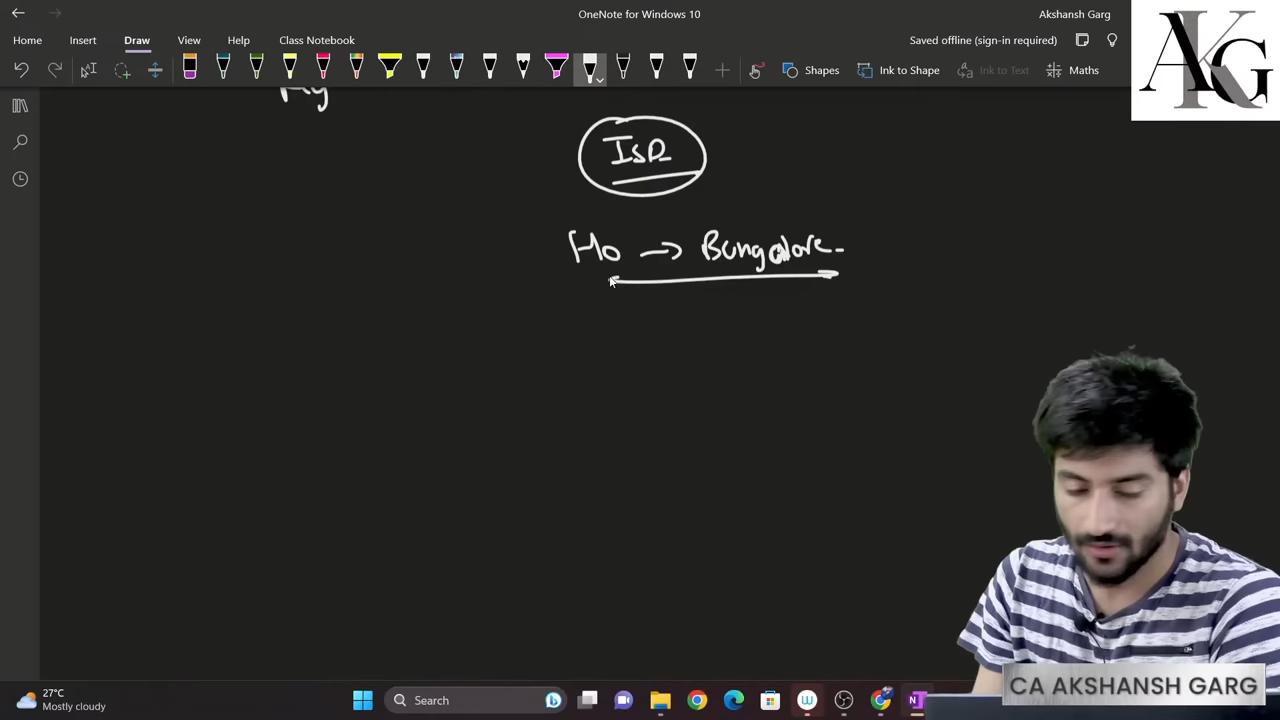 OneNote for Windows 10
Akshansh Garg
Home Insert Draw View Help Class Notebook
Saved offline (sign-in required)
Shapes Ink to Shape Ink to Text Maths
AKG
ISD
HO → Bangalore
CA AKSHANSH GARG
27°C
Mostly cloudy
Search